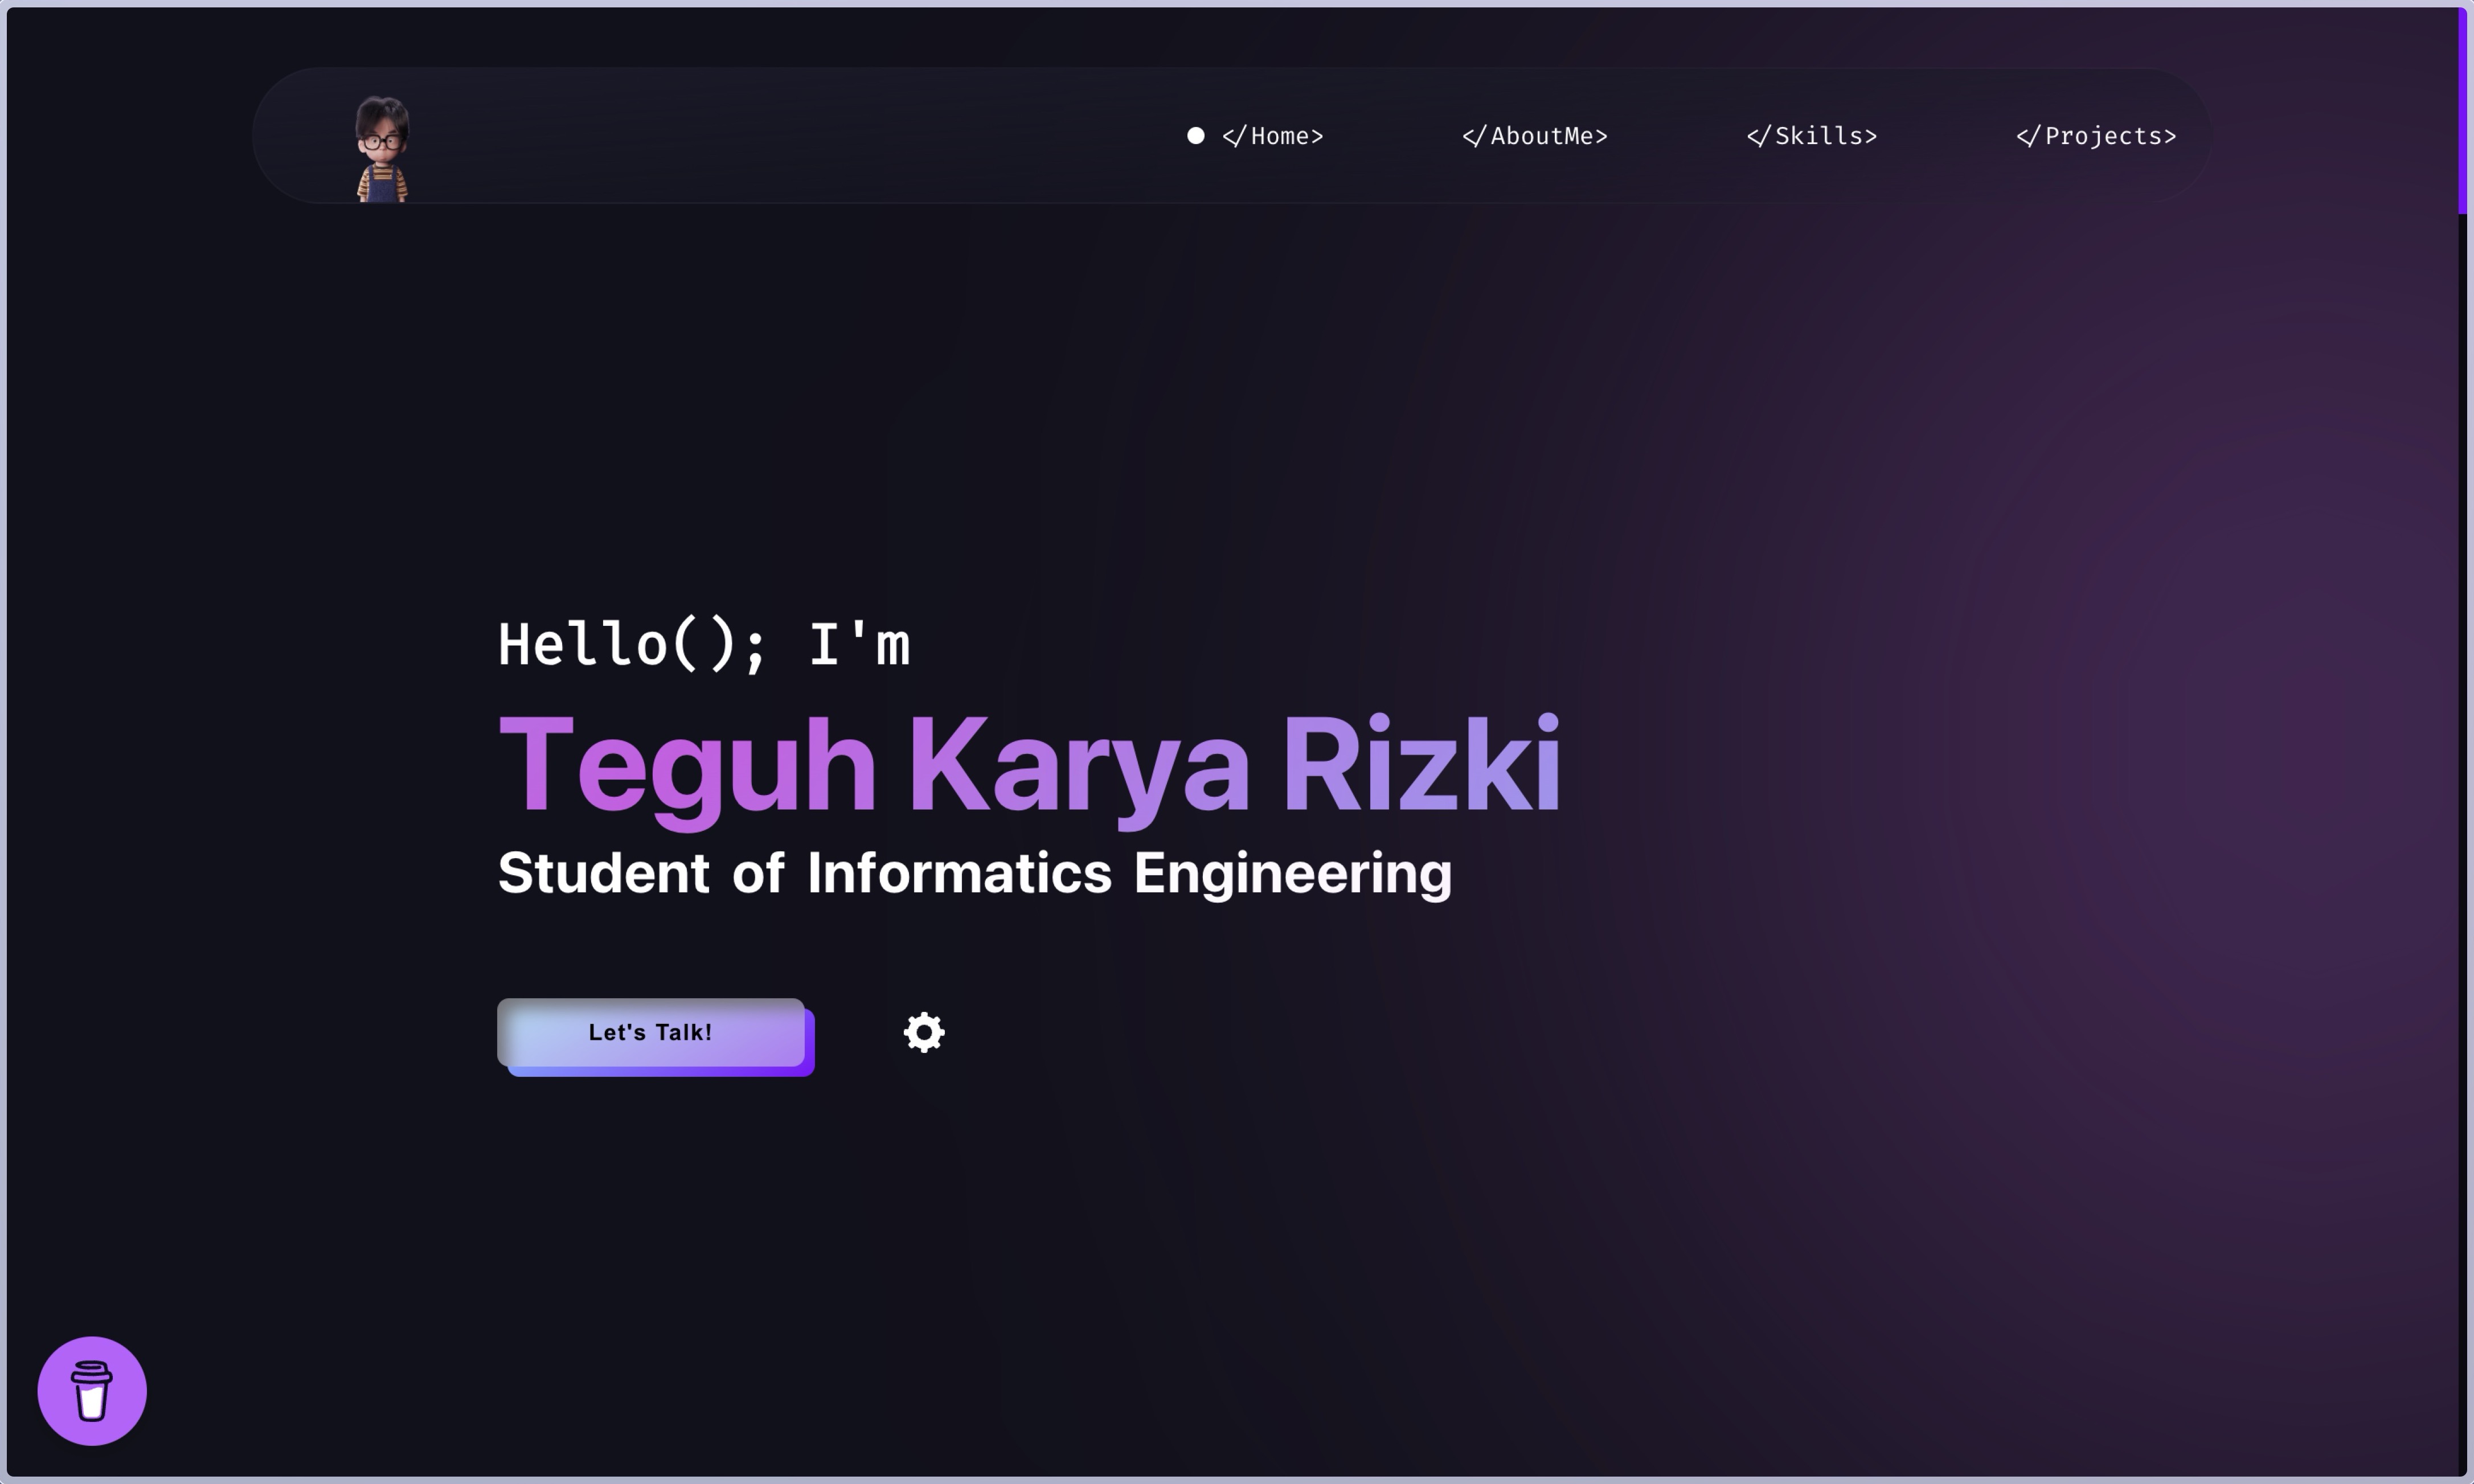 </Home> </AboutMe> </Skills> </Projects>
Hello(); I'm
Teguh Karya Rizki
Student of Informatics Engineering
Let's Talk!